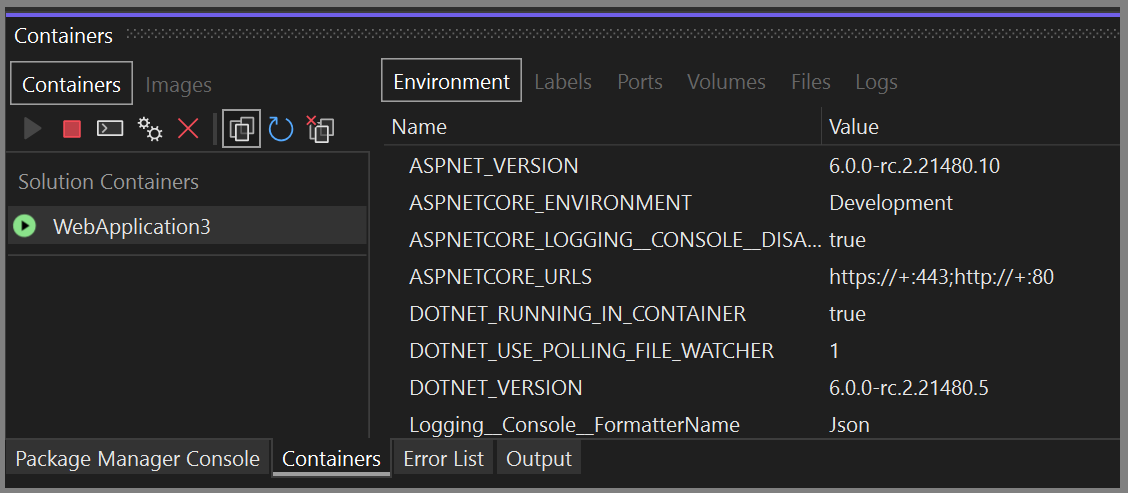 Containers
Containers Images
Environment Labels Ports Volumes Files Logs
Name Value
Solution Containers
WebApplication3
ASPNET_VERSION 6.0.0-rc.2.21480.10
ASPNETCORE_ENVIRONMENT Development
ASPNETCORE_LOGGING__CONSOLE__DISA... true
ASPNETCORE_URLS https://+:443;http://+:80
DOTNET_RUNNING_IN_CONTAINER true
DOTNET_USE_POLLING_FILE_WATCHER 1
DOTNET_VERSION 6.0.0-rc.2.21480.5
Logging__Console__FormatterName Json
Package Manager Console Containers Error List Output